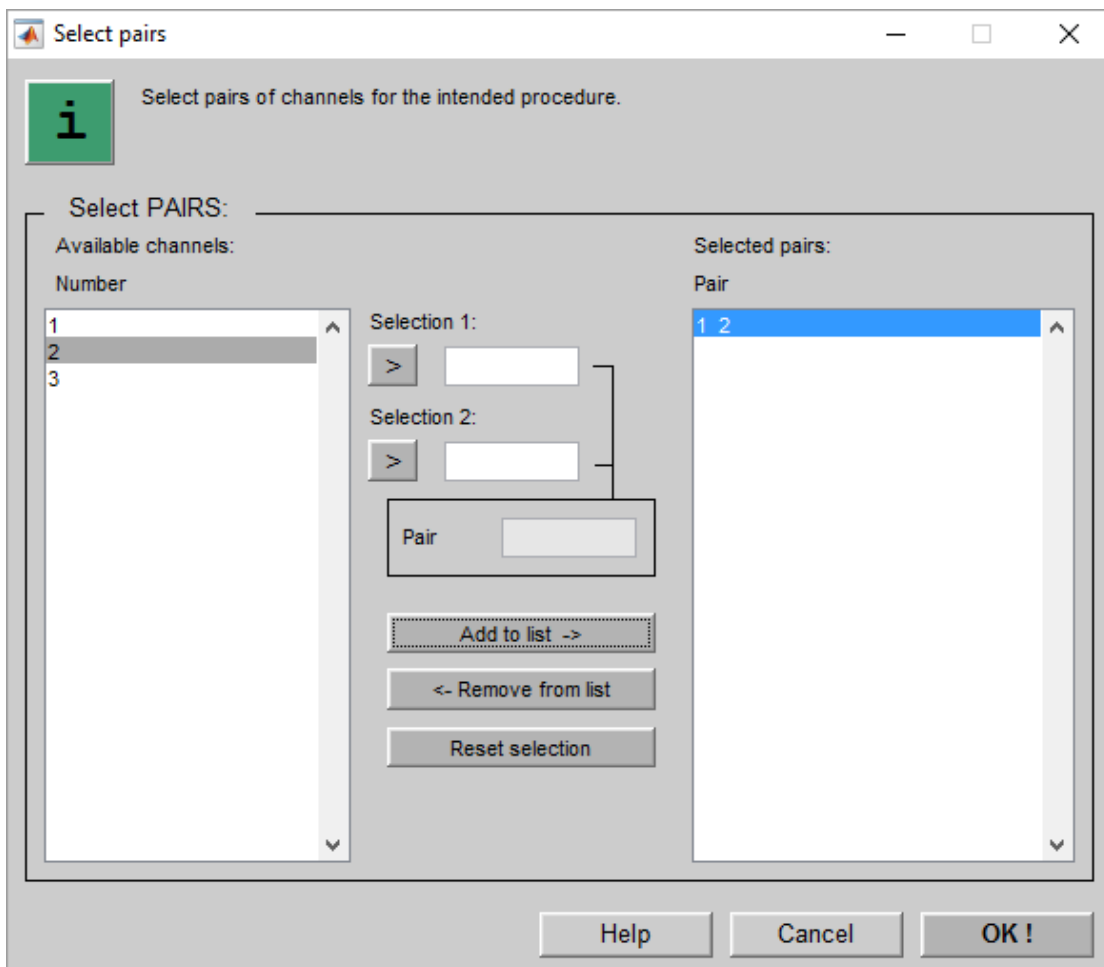 Select pairs
i
Select pairs of channels for the intended procedure.
Select PAIRS:
Available channels:
Number
1
2
3
Selection 1:
>
Selection 2:
>
Pair
Add to list ->
<- Remove from list
Reset selection
Selected pairs:
Pair
1 2
Help
Cancel
OK !